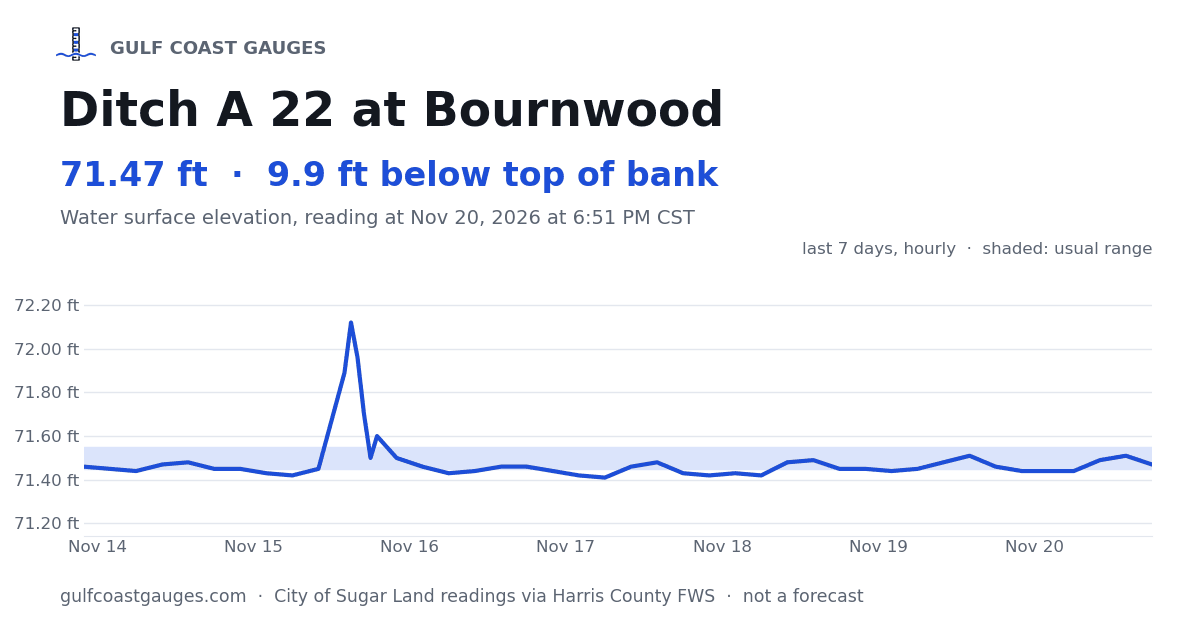 GULF COAST GAUGES
Ditch A 22 at Bournwood
71.47 ft · 9.9 ft below top of bank
Water surface elevation, reading at Nov 20, 2026 at 6:51 PM CST
last 7 days, hourly · shaded: usual range
72.20 ft
72.00 ft
71.80 ft
71.60 ft
71.40 ft
71.20 ft
Nov 14 Nov 15 Nov 16 Nov 17 Nov 18 Nov 19 Nov 20
gulfcoastgauges.com · City of Sugar Land readings via Harris County FWS · not a forecast